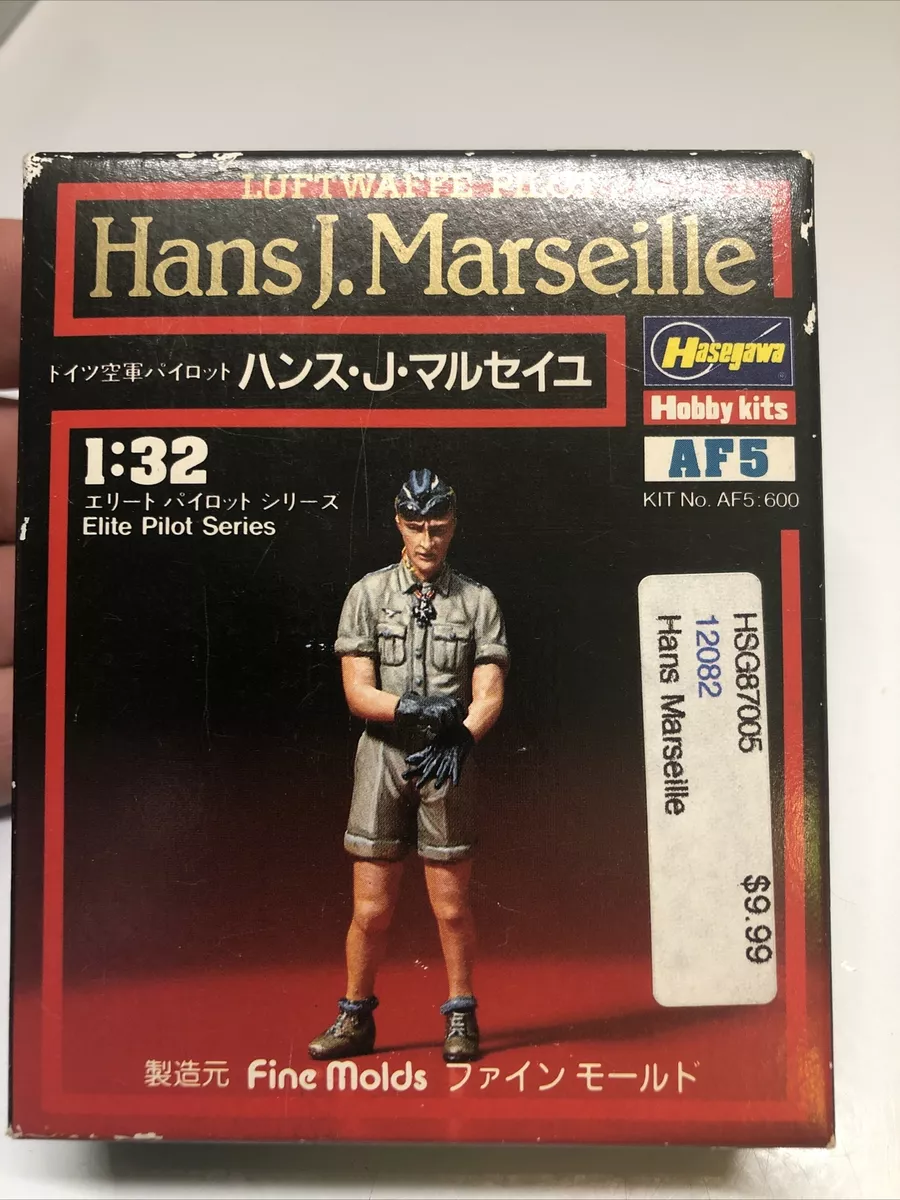 LUFTWAFFE PILOT
Hans J. Marseille
ドイツ空軍パイロット ハンス・J・マルセイユ
Hasegawa
Hobby kits
AF5
KIT No. AF5:600
1:32
エリート パイロット シリーズ
Elite Pilot Series
HSG87005
12082
Hans Marseille
$9.99
製造元 Fine Molds ファイン モールド